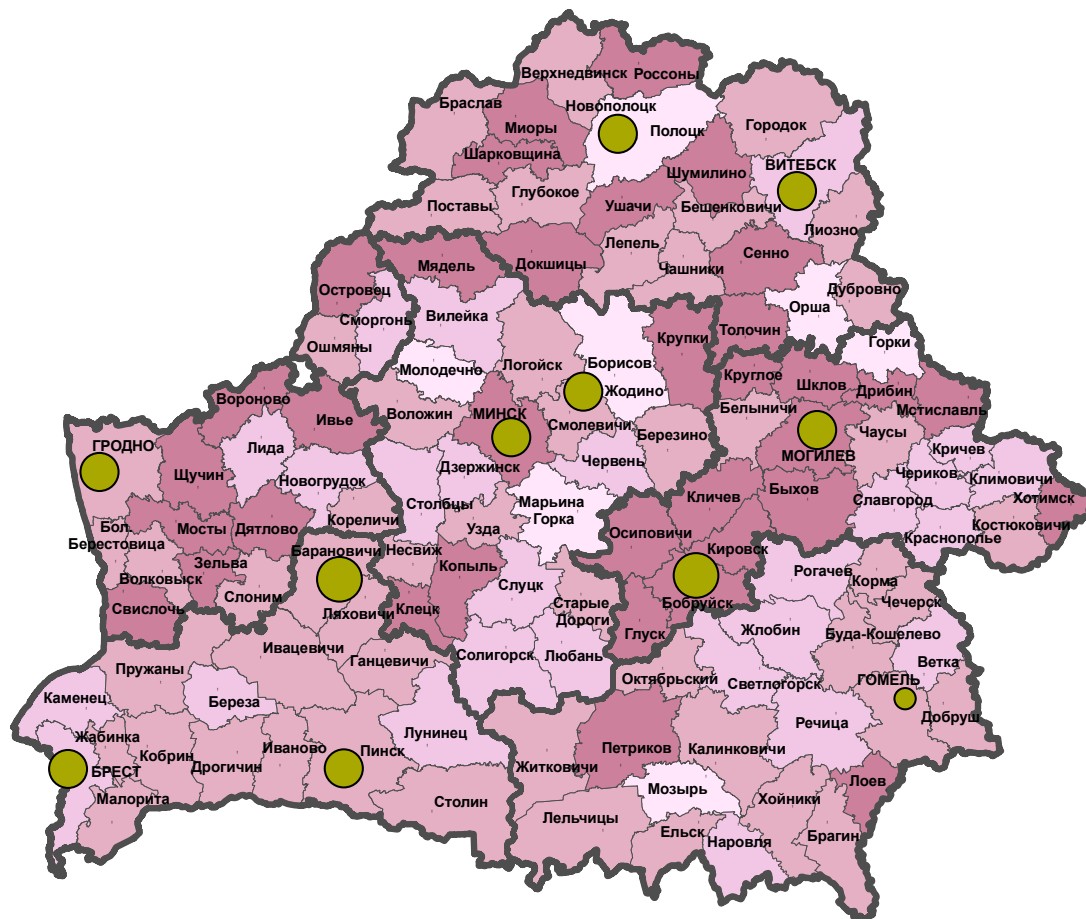 Верхнедвинск
Россоны
Браслав
Новополоцк
Миоры
Полоцк
Городок
Шарковщина
ВИТЕБСК
Шумилино
Глубокое
Бешенковичи
Поставы
Ушачи
Лиозно
Лепель
Сенно
Мядель
Докшицы
Чашники
Островец
Дубровно
Орша
Сморгонь
Вилейка
Толочин
Крупки
Горки
Ошмяны
Борисов
Логойск
Молодечно
Круглое
Шклов
Дрибин
Жодино
Вороново
Мстиславль
МИНСК
Воложин
Белыничи
Ивье
Смолевичи
Чаусы
ГРОДНО
Березино
Лида
Кричев
МОГИЛЕВ
Дзержинск
Червень
Щучин
Чериков
Климовичи
Новогрудок
Быхов
Кличев
Столбцы
Марьина
Горка
Славгород
Хотимск
Кореличи
Бол.
Берестовица
Мосты
Дятлово
Узда
Костюковичи
Осиповичи
Краснополье
Барановичи
Несвиж
Кировск
Зельва
Копыль
Рогачев
Волковыск
Корма
Слоним
Слуцк
Бобруйск
Старые
Дороги
Чечерск
Свислочь
Клецк
Ляховичи
Глуск
Жлобин
Буда-Кошелево
Ивацевичи
Любань
Солигорск
Ганцевичи
Ветка
Пружаны
Октябрьский
ГОМЕЛЬ
Светлогорск
Каменец
Береза
Добруш
Речица
Лунинец
Жабинка
Иваново
Пинск
Петриков
Калинковичи
Кобрин
Дрогичин
Житковичи
БРЕСТ
Лоев
Мозырь
Малорита
Столин
Хойники
Лельчицы
Ельск
Брагин
Наровля